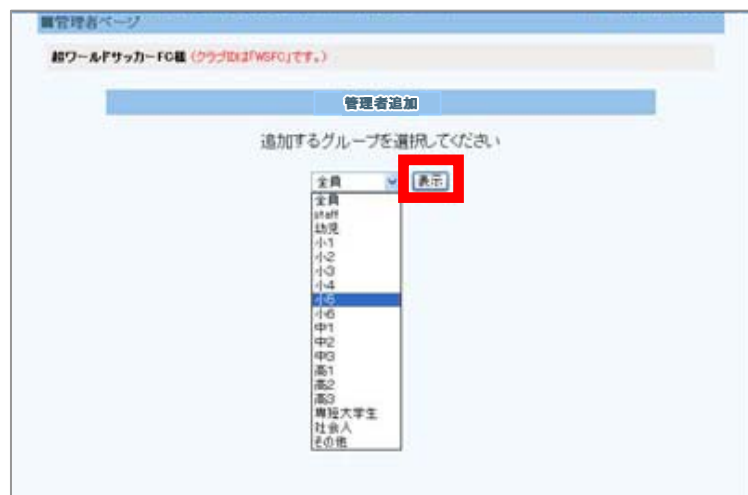 ■管理者ページ
超ワールドサッカーFC様 (クラブIDは「WSFC」です。)
管理者追加
追加するグループを選択してください
全員 表示
全員
staff
幼児
小1
小2
小3
小4
小5
小6
中1
中2
中3
高1
高2
高3
専短大学生
社会人
その他